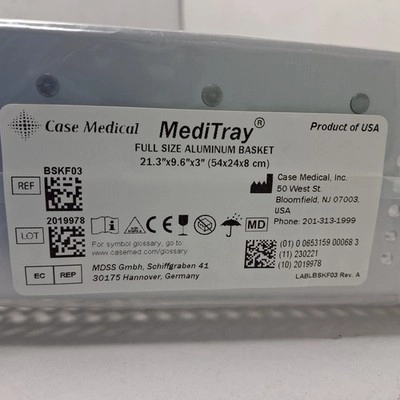 Case Medical MediTray® Product of USA
FULL SIZE ALUMINUM BASKET
21.3"x9.6"x3" (54x24x8 cm)
BSKF03
REF
2019978
LOT
Case Medical, Inc.
50 West St.
Bloomfield, NJ 07003,
USA
Phone: 201-313-1999
MD
For symbol glossary, go to
www.casemed.com/glossary
EC REP
MDSS Gmbh, Schiffgraben 41
30175 Hannover, Germany
(01) 0 0653159 00068 3
(11) 230221
(10) 2019978
LABLBSKF03 Rev. A